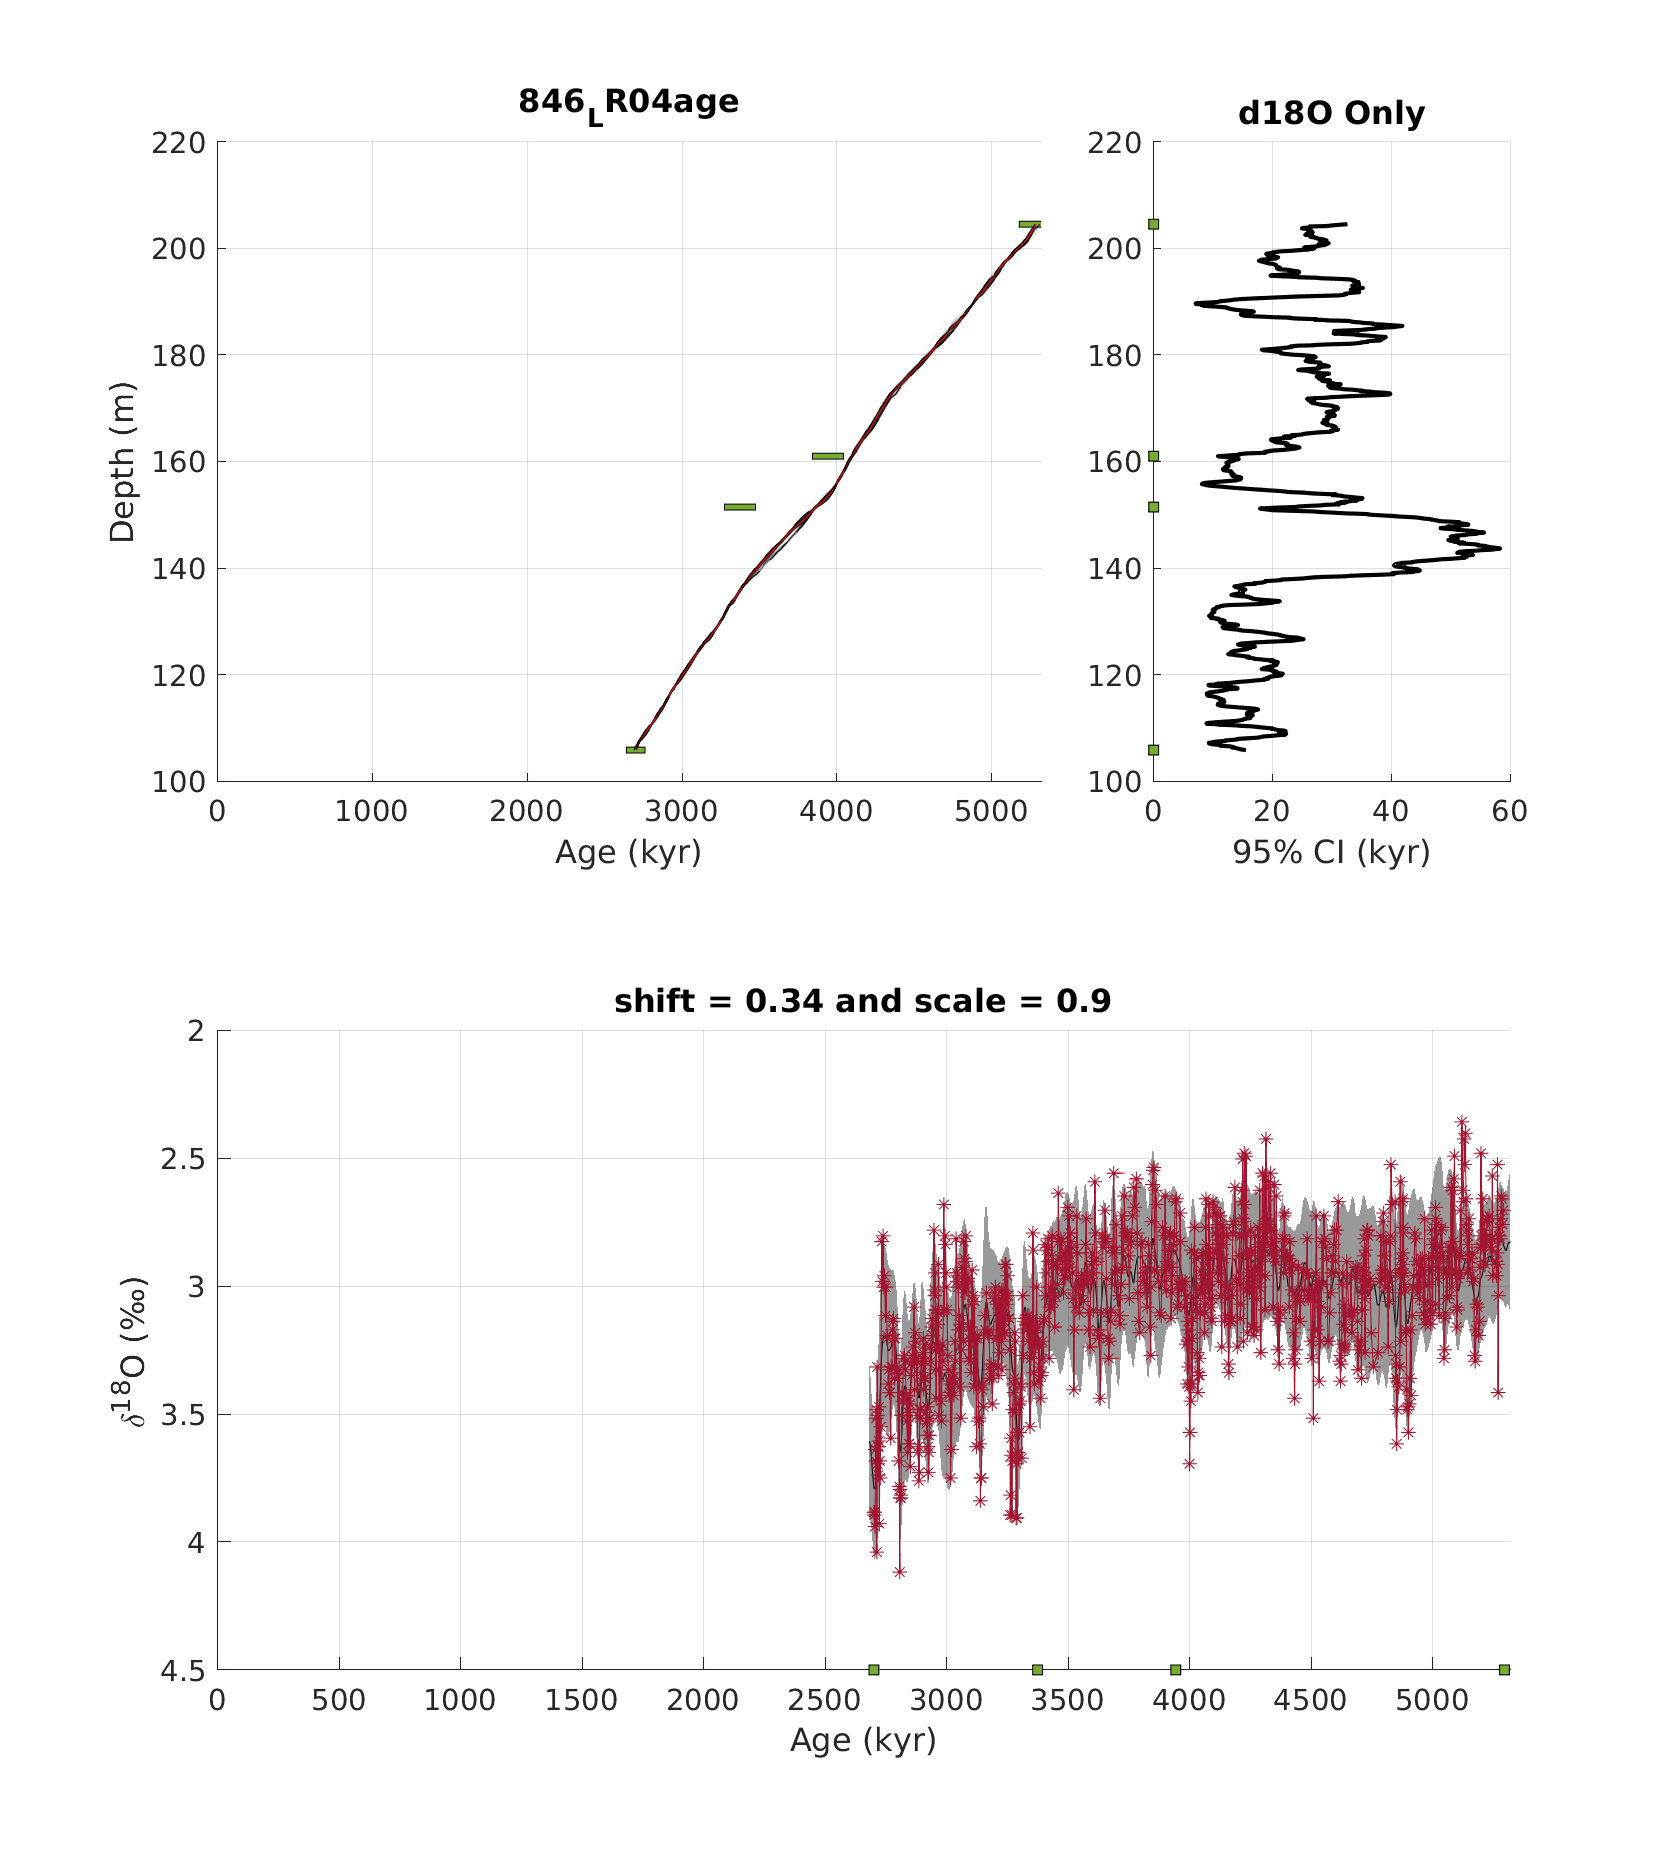 846LR04age
d18O Only
220
200
180
160
140
120
100
Depth (m)
0 1000 2000 3000 4000 5000
Age (kyr)
220
200
180
160
140
120
100
0 20 40 60
95% CI (kyr)
shift = 0.34 and scale = 0.9
2
2.5
3
3.5
4
4.5
δ18O (‰)
0 500 1000 1500 2000 2500 3000 3500 4000 4500 5000
Age (kyr)